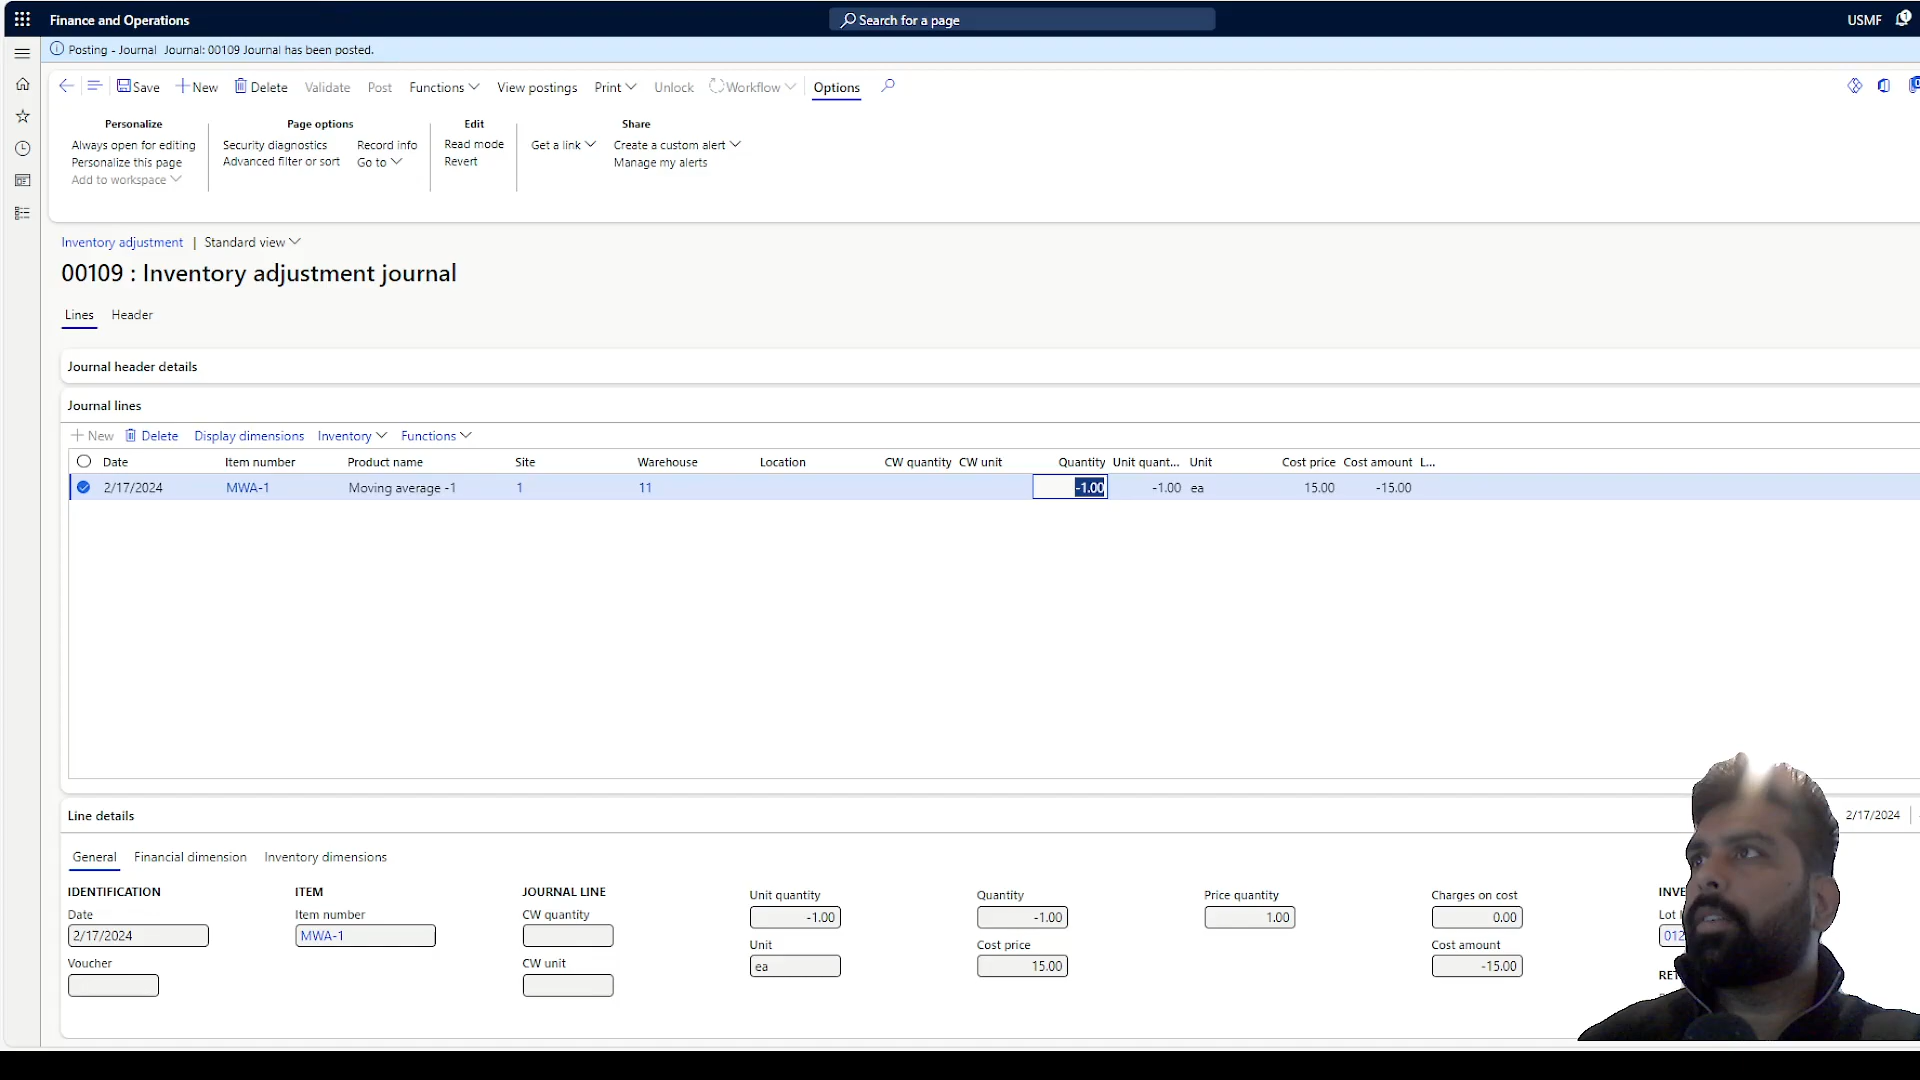 Finance and Operations
Search for a page
USMF
1
Posting - Journal Journal: 00109 Journal has been posted.
Save New Delete Validate Post Functions View postings Print Unlock Workflow Options
Personalize Page options Edit Share
Always open for editing Security diagnostics Record info Read mode Get a link Create a custom alert
Personalize this page Advanced filter or sort Go to Revert Manage my alerts
Add to workspace
Inventory adjustment | Standard view
00109 : Inventory adjustment journal
Lines Header
Journal header details
Journal lines
New Delete Display dimensions Inventory Functions
Date Item number Product name Site Warehouse Location CW quantity CW unit Quantity Unit quant... Unit Cost price Cost amount L...
2/17/2024 MWA-1 Moving average -1 1 11 -1.00 -1.00 ea 15.00 -15.00
Line details 2/17/2024
General Financial dimension Inventory dimensions
IDENTIFICATION ITEM JOURNAL LINE Unit quantity Quantity Price quantity Charges on cost
Date Item number CW quantity -1.00 -1.00 1.00 0.00
2/17/2024 MWA-1 Unit Cost price Cost amount
Voucher CW unit ea 15.00 -15.00